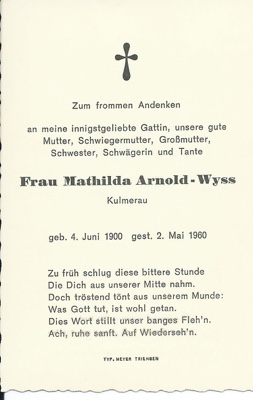 Zum frommen Andenken
an meine innigstgeliebte Gattin, unsere gute
Mutter, Schwiegermutter, Großmutter,
Schwester, Schwägerin und Tante
Frau Mathilda Arnold-Wyss
Kulmerau
geb. 4. Juni 1900 gest. 2. Mai 1960
Zu früh schlug diese bittere Stunde
Die Dich aus unserer Mitte nahm.
Doch tröstend tönt aus unserem Munde:
Was Gott tut, ist wohl getan.
Dies Wort stillt unser banges Fleh'n.
Ach, ruhe sanft. Auf Wiederseh'n.
TYP. MEYER TRIENGEN